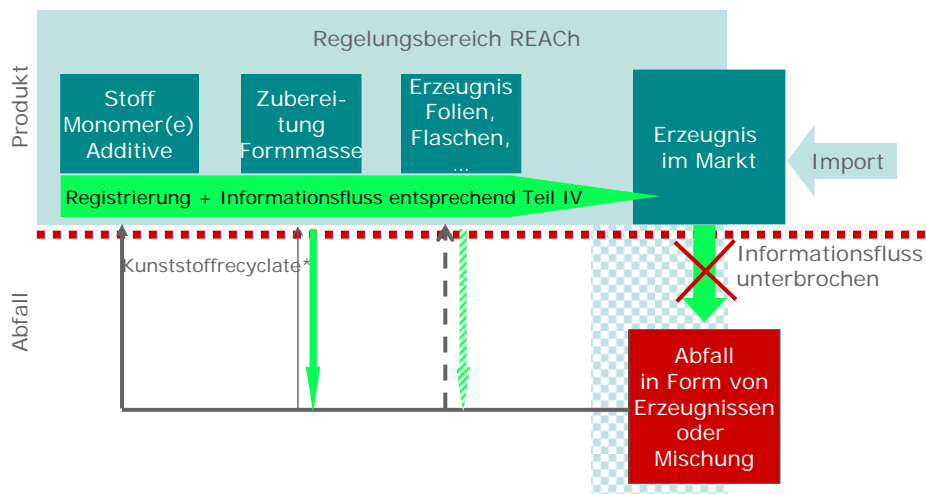 Regelungsbereich REACh
Produkt
Stoff
Monomer(e)
Additive
Zuberei-
tung
Formmasse
Erzeugnis
Folien,
Flaschen,
...
Erzeugnis
im Markt
Import
Registrierung + Informationsfluss entsprechend Teil IV
Kunststoffrecyclate*
Informationsfluss
unterbrochen
Abfall
Abfall
in Form von
Erzeugnissen
oder
Mischung